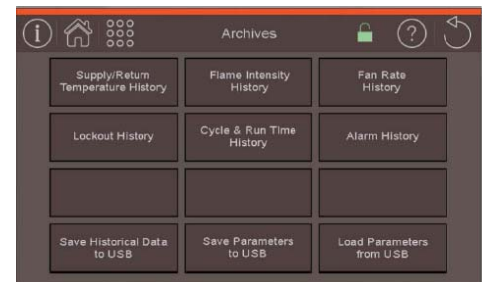 i
Archives
?
Supply/Return
Temperature History
Flame Intensity
History
Fan Rate
History
Lockout History
Cycle & Run Time
History
Alarm History
Save Historical Data
to USB
Save Parameters
to USB
Load Parameters
from USB